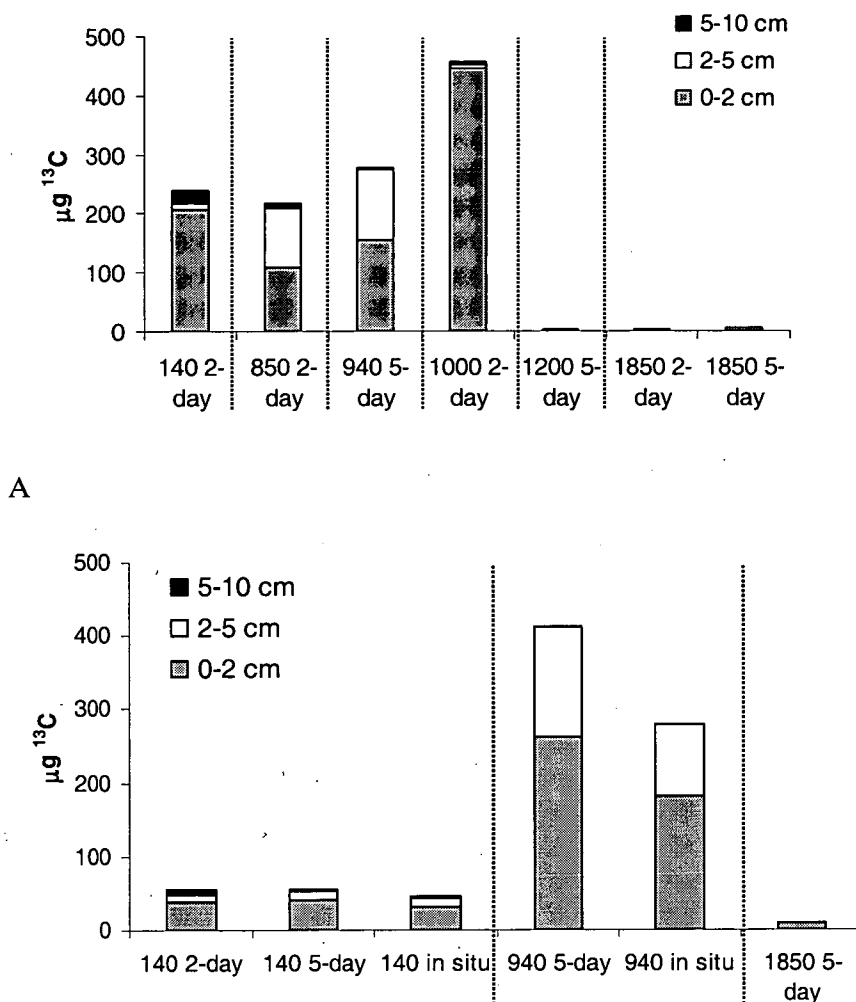 500
400
300
200
100
0
µg ¹³C
5-10 cm
2-5 cm
0-2 cm
140 2-day
850 2-day
940 5-day
1000 2-day
1200 5-day
1850 2-day
1850 5-day
A
500
400
300
200
100
0
µg ¹³C
5-10 cm
2-5 cm
0-2 cm
140 2-day
140 5-day
140 in situ
940 5-day
940 in situ
1850 5-day